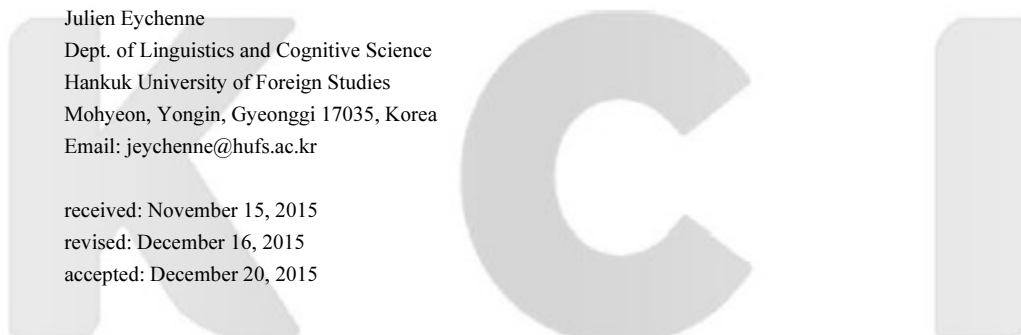 Julien Eychenne
Dept. of Linguistics and Cognitive Science
Hankuk University of Foreign Studies
Mohyeon, Yongin, Gyeonggi 17035, Korea
Email: jeychenne@hufs.ac.kr
received: November 15, 2015
revised: December 16, 2015
accepted: December 20, 2015
KCI